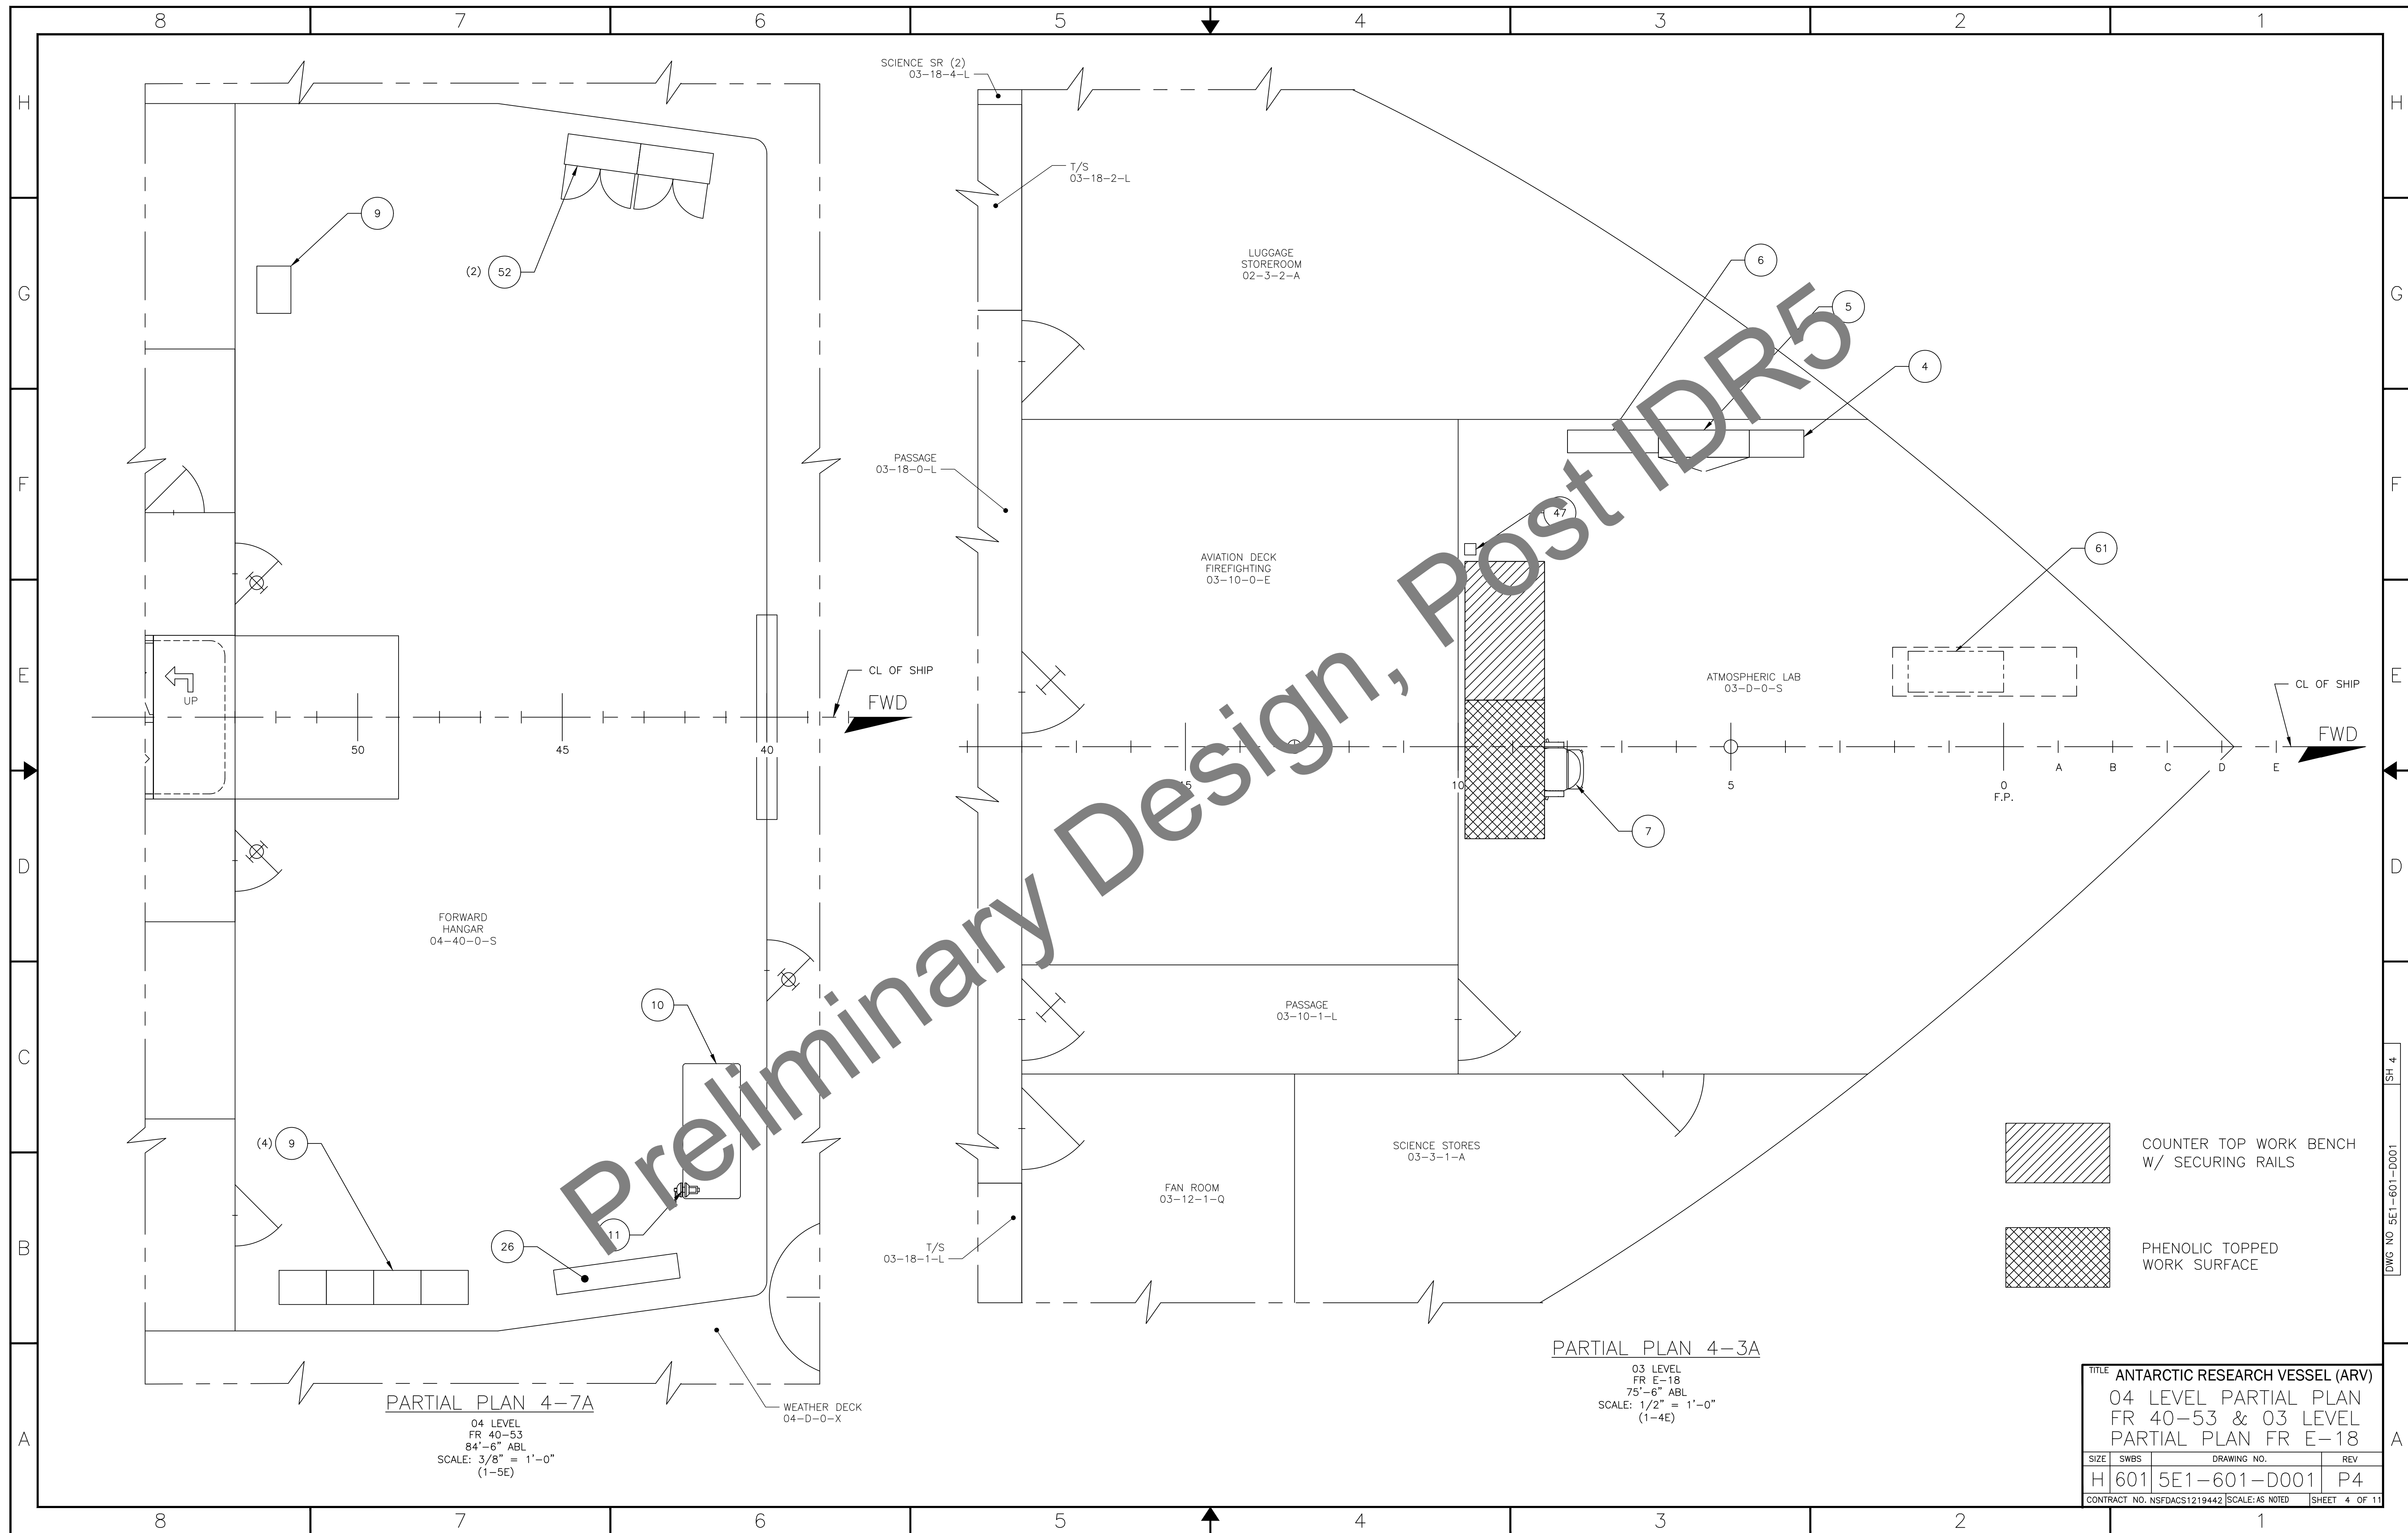 8 7 6 5 4 3 2 1
H
G
F
E
D
C
B
A
H
G
F
E
D
C
B
A
9
(2) 52
UP
50
45
40
CL OF SHIP
FWD
FORWARD
HANGAR
04-40-0-S
10
(4) 9
11
26
WEATHER DECK
04-D-0-X
PARTIAL PLAN 4-7A
04 LEVEL
FR 40-53
84'-6" ABL
SCALE: 3/8" = 1'-0"
(1-5E)
SCIENCE SR (2)
03-18-4-L
T/S
03-18-2-L
LUGGAGE
STOREROOM
02-3-2-A
6
5
4
PASSAGE
03-18-0-L
47
AVIATION DECK
FIREFIGHTING
03-10-0-E
61
ATMOSPHERIC LAB
03-D-0-S
CL OF SHIP
FWD
15
10
5
0
F.P.
A
B
C
D
E
7
PASSAGE
03-10-1-L
SCIENCE STORES
03-3-1-A
FAN ROOM
03-12-1-Q
T/S
03-18-1-L
PARTIAL PLAN 4-3A
03 LEVEL
FR E-18
75'-6" ABL
SCALE: 1/2" = 1'-0"
(1-4E)
COUNTER TOP WORK BENCH
W/ SECURING RAILS
PHENOLIC TOPPED
WORK SURFACE
Preliminary Design, Post IDR5
SH 4
DWG NO 5E1-601-D001
TITLE ANTARCTIC RESEARCH VESSEL (ARV)
04 LEVEL PARTIAL PLAN
FR 40-53 & 03 LEVEL
PARTIAL PLAN FR E-18
SIZE SWBS DRAWING NO. REV
H 601 5E1-601-D001 P4
CONTRACT NO. NSFDACS1219442 SCALE: AS NOTED SHEET 4 OF 11
8 7 6 5 4 3 2 1